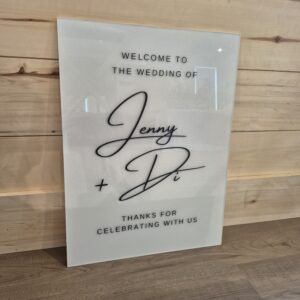 WELCOME TO
THE WEDDING OF
Jenny
+ Di
THANKS FOR
CELEBRATING WITH US